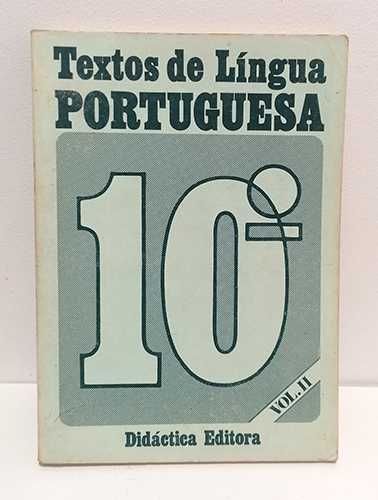 Textos de Língua
PORTUGUESA
10º
VOL. II
Didáctica Editora